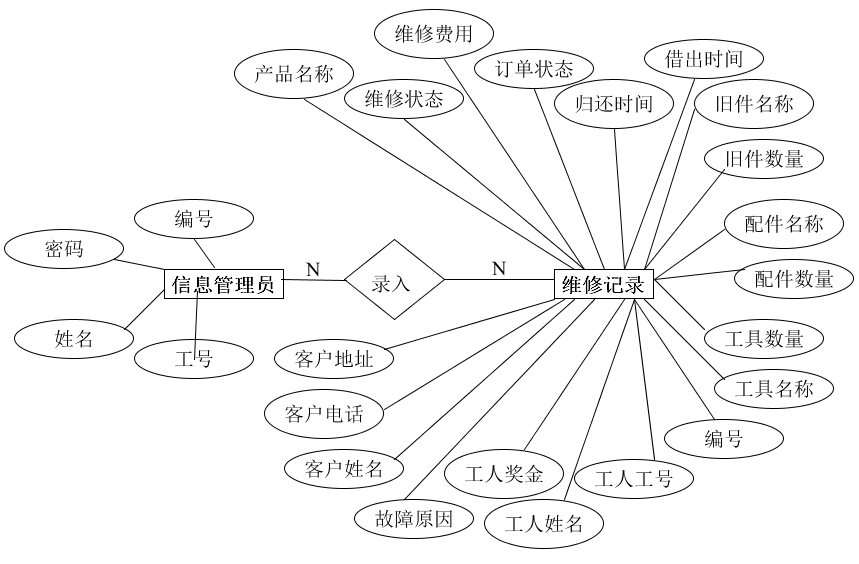 维修费用
借出时间
产品名称
订单状态
维修状态
归还时间
旧件名称
旧件数量
编号
配件名称
密码
N
N
信息管理员
录入
维修记录
配件数量
姓名
工号
客户地址
工具数量
工具名称
客户电话
编号
客户姓名
工人奖金
工人工号
故障原因
工人姓名